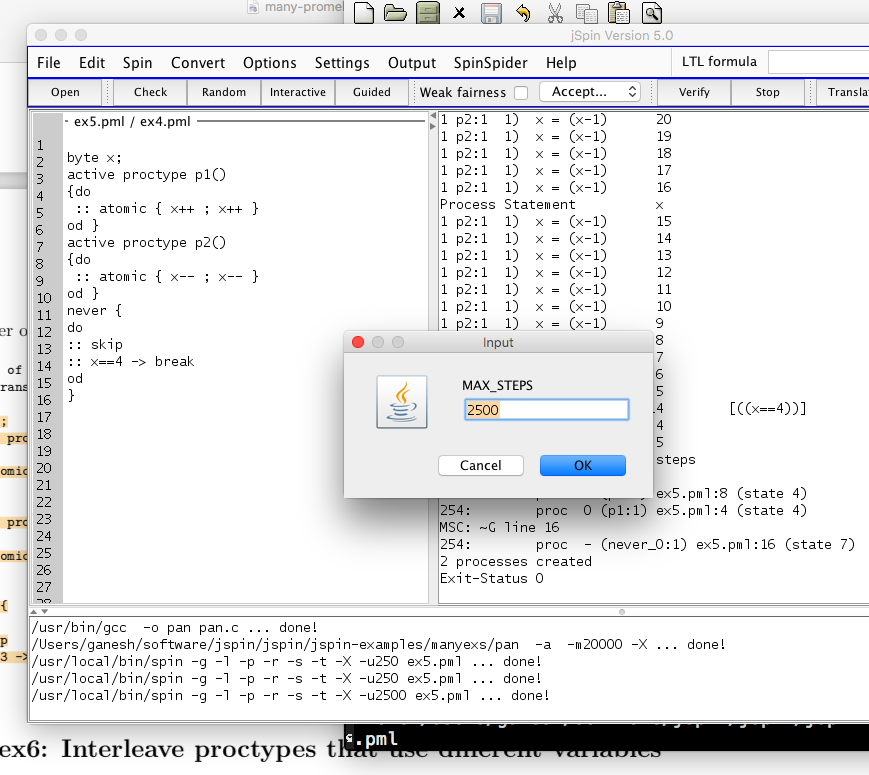 many-promel
jSpin Version 5.0
File Edit Spin Convert Options Settings Output SpinSpider Help LTL formula
Open Check Random Interactive Guided Weak fairness Accept... Verify Stop Transla
ex5.pml / ex4.pml
1
2 byte x;
3 active proctype p1()
4 {do
5 :: atomic { x++ ; x++ }
6 od }
7 active proctype p2()
8 {do
9 :: atomic { x-- ; x-- }
10 od }
11 never {
12 do
13 :: skip
14 :: x==4 -> break
15 od
16 }
17
18
19
20
21
22
23
24
25
26
27
28
1 p2:1 1) x = (x-1) 20
1 p2:1 1) x = (x-1) 19
1 p2:1 1) x = (x-1) 18
1 p2:1 1) x = (x-1) 17
1 p2:1 1) x = (x-1) 16
Process Statement x
1 p2:1 1) x = (x-1) 15
1 p2:1 1) x = (x-1) 14
1 p2:1 1) x = (x-1) 13
1 p2:1 1) x = (x-1) 12
1 p2:1 1) x = (x-1) 11
1 p2:1 1) x = (x-1) 10
1 p2:1 1) x = (x-1) 9
8
7
6
5
4 [((x==4))]
4
5
steps
ex5.pml:8 (state 4)
254: proc 0 (p1:1) ex5.pml:4 (state 4)
MSC: ~G line 16
254: proc - (never_0:1) ex5.pml:16 (state 7)
2 processes created
Exit-Status 0
Input
MAX_STEPS
2500
Cancel OK
/usr/bin/gcc -o pan pan.c ... done!
/Users/ganesh/software/jspin/jspin/jspin-examples/manyexs/pan -a -m20000 -X ... done!
/usr/local/bin/spin -g -l -p -r -s -t -X -u250 ex5.pml ... done!
/usr/local/bin/spin -g -l -p -r -s -t -X -u250 ex5.pml ... done!
/usr/local/bin/spin -g -l -p -r -s -t -X -u2500 ex5.pml ... done!
er o
of
rans
;
pro
omic
pro
omic
{
p
3 ->
.pml
ex6: Interleave proctypes that use different variables